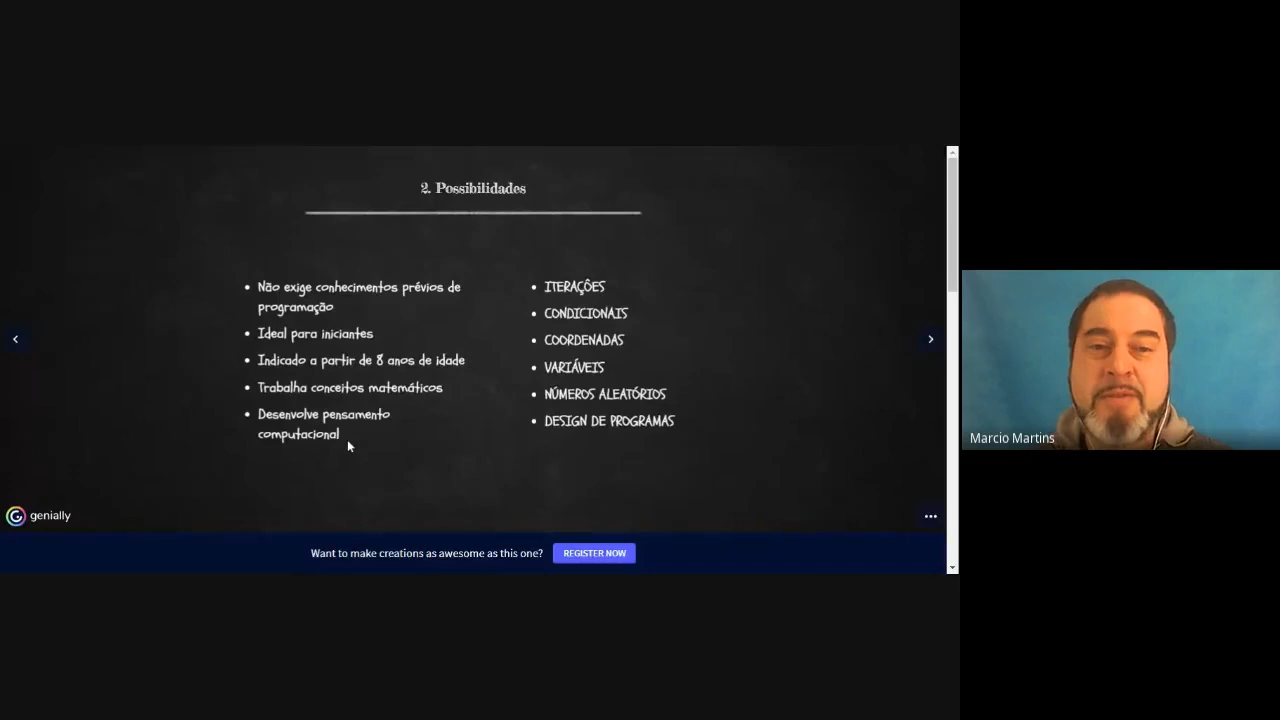 2. Possibilidades
Não exige conhecimentos prévios de
programação
Ideal para iniciantes
Indicado a partir de 8 anos de idade
Trabalha conceitos matemáticos
Desenvolve pensamento
computacional
ITERAÇÕES
CONDICIONAIS
COORDENADAS
VARIÁVEIS
NÚMEROS ALEATÓRIOS
DESIGN DE PROGRAMAS
genially
Want to make creations as awesome as this one?
REGISTER NOW
Marcio Martins